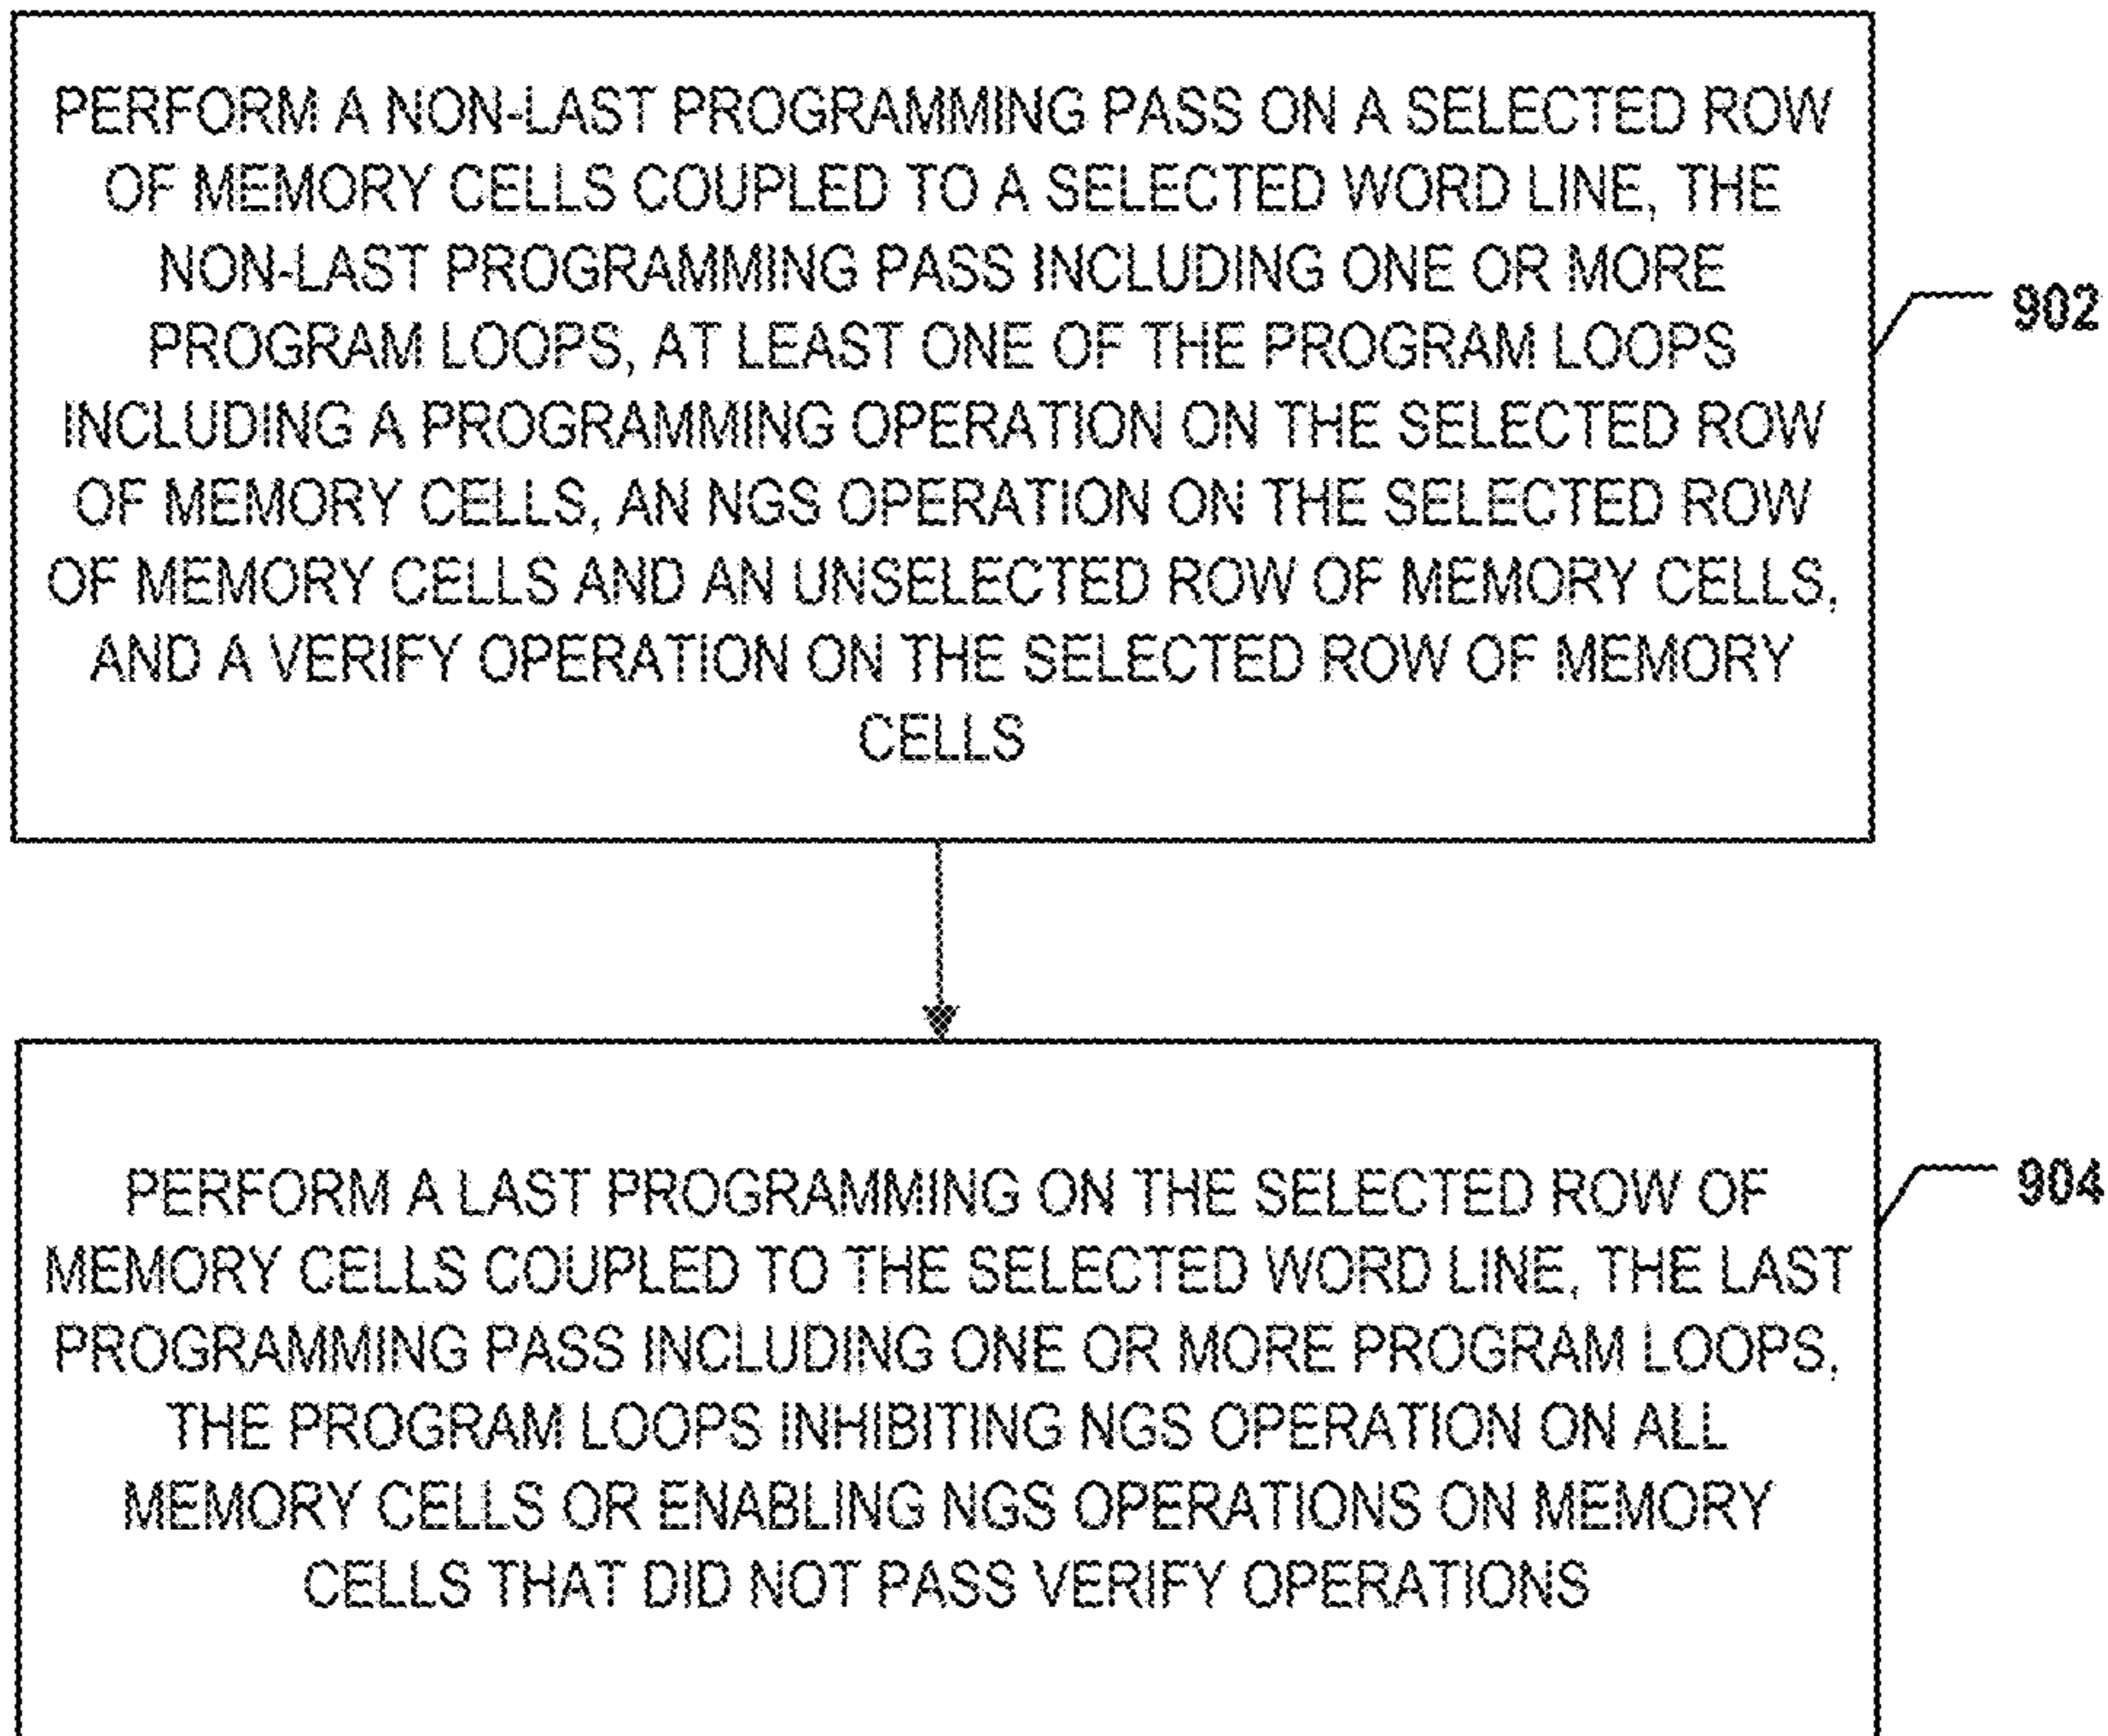 PERFORM A NON-LAST PROGRAMMING PASS ON A SELECTED ROW
OF MEMORY CELLS COUPLED TO A SELECTED WORD LINE, THE
NON-LAST PROGRAMMING PASS INCLUDING ONE OR MORE
PROGRAM LOOPS, AT LEAST ONE OF THE PROGRAM LOOPS
INCLUDING A PROGRAMMING OPERATION ON THE SELECTED ROW
OF MEMORY CELLS, AN NGS OPERATION ON THE SELECTED ROW
OF MEMORY CELLS AND AN UNSELECTED ROW OF MEMORY CELLS,
AND A VERIFY OPERATION ON THE SELECTED ROW OF MEMORY
CELLS
902
PERFORM A LAST PROGRAMMING ON THE SELECTED ROW OF
MEMORY CELLS COUPLED TO THE SELECTED WORD LINE, THE LAST
PROGRAMMING PASS INCLUDING ONE OR MORE PROGRAM LOOPS,
THE PROGRAM LOOPS INHIBITING NGS OPERATION ON ALL
MEMORY CELLS OR ENABLING NGS OPERATIONS ON MEMORY
CELLS THAT DID NOT PASS VERIFY OPERATIONS
904